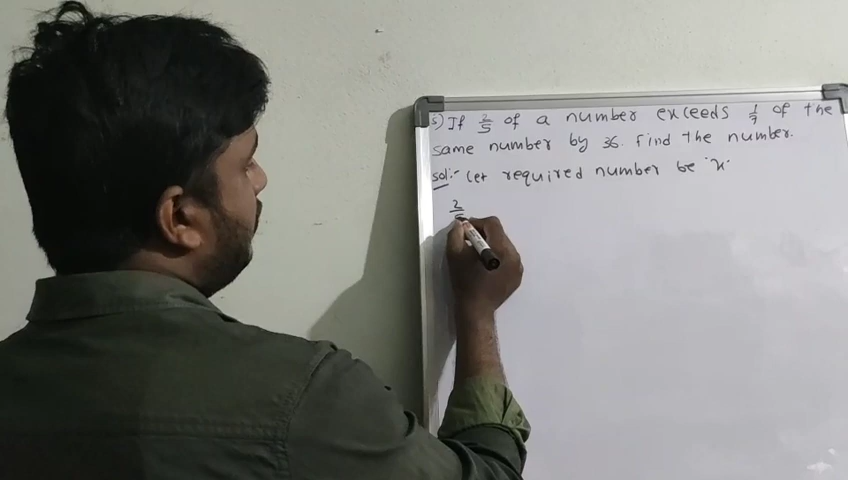 5) If 2/5 of a number exceeds 1/7 of the
same number by 36. Find the number.
sol:- Let required number be 'x'
2/5